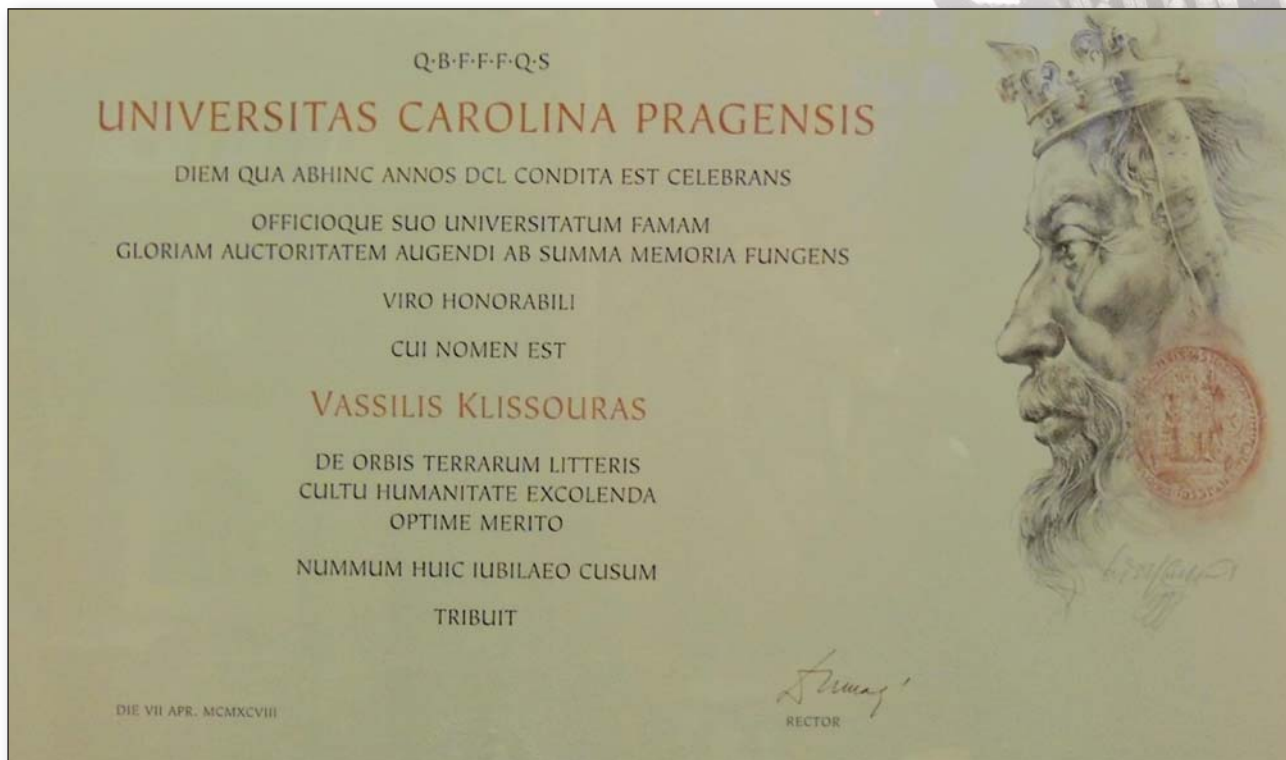 Q·B·F·F·F·Q·S
UNIVERSITAS CAROLINA PRAGENSIS
DIEM QUA ABHINC ANNOS DCL CONDITA EST CELEBRANS
OFFICIOQUE SUO UNIVERSITATUM FAMAM
GLORIAM AUCTORITATEM AUGENDI AB SUMMA MEMORIA FUNGENS
VIRO HONORABILI
CUI NOMEN EST
VASSILIS KLISSOURAS
DE ORBIS TERRARUM LITTERIS
CULTU HUMANITATE EXCOLENDA
OPTIME MERITO
NUMMUM HUIC IUBILAEO CUSUM
TRIBUIT
DIE VII APR. MCMXCVIII
RECTOR